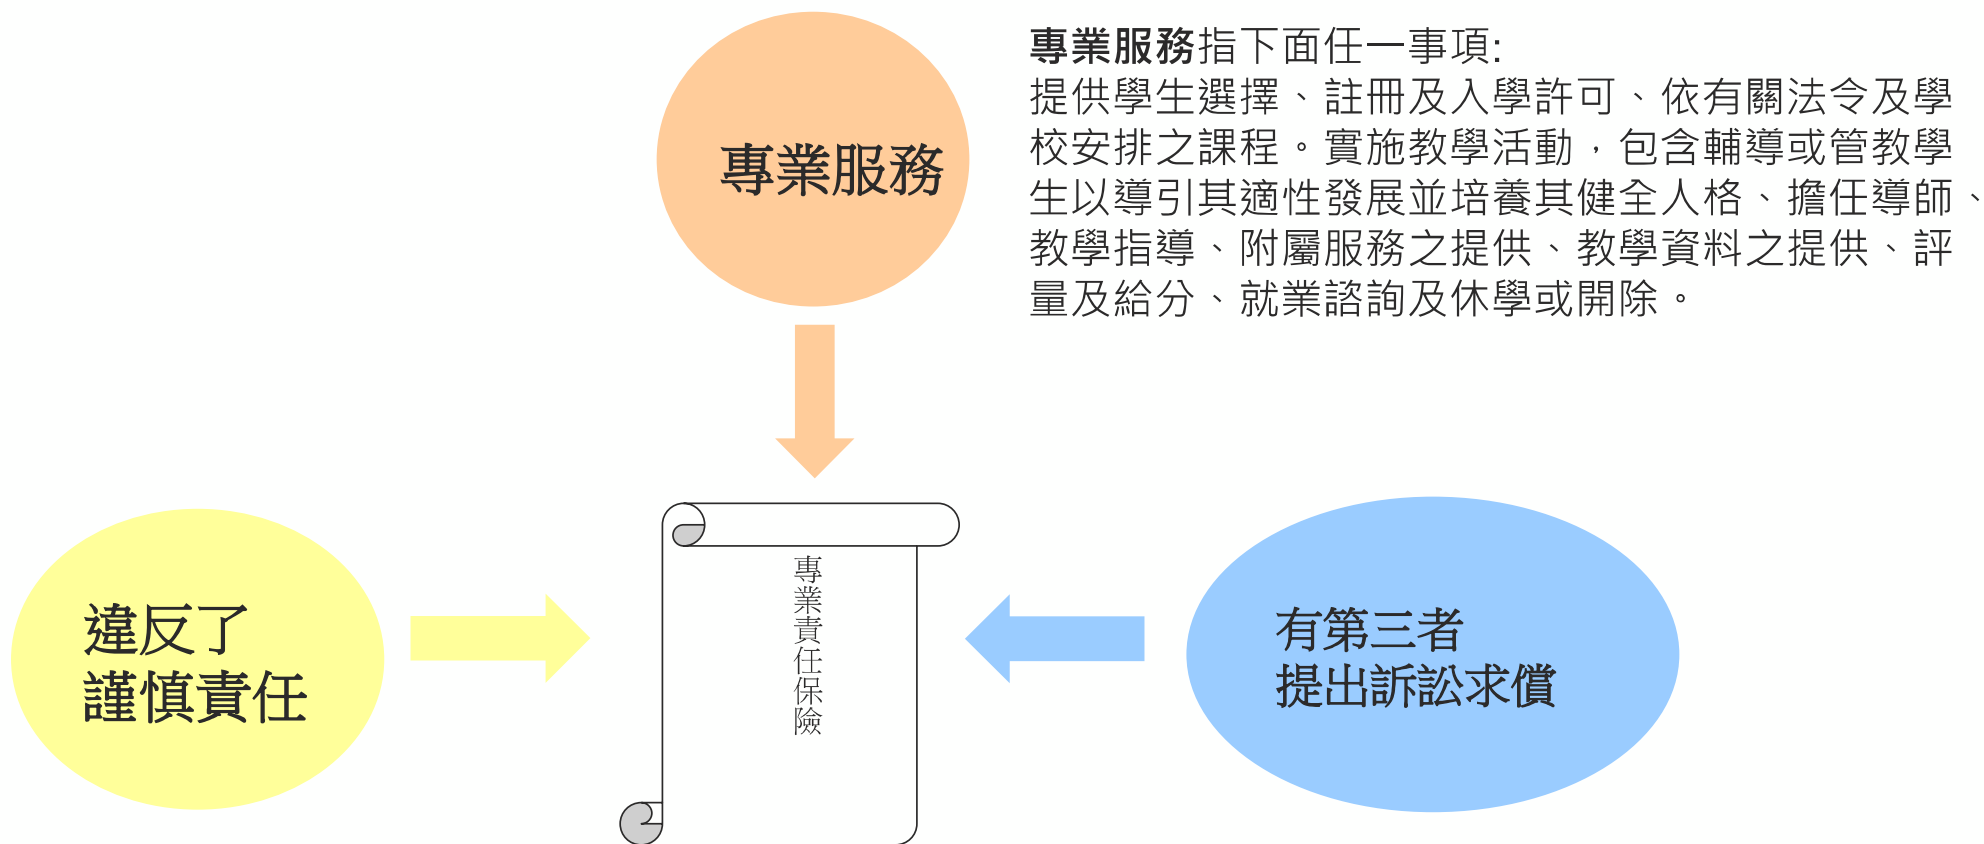 專業服務
專業服務指下面任一事項:
提供學生選擇、註冊及入學許可、依有關法令及學
校安排之課程。實施教學活動，包含輔導或管教學
生以導引其適性發展並培養其健全人格、擔任導師、
教學指導、附屬服務之提供、教學資料之提供、評
量及給分、就業諮詢及休學或開除。
違反了
謹慎責任
專業責任保險
有第三者
提出訴訟求償